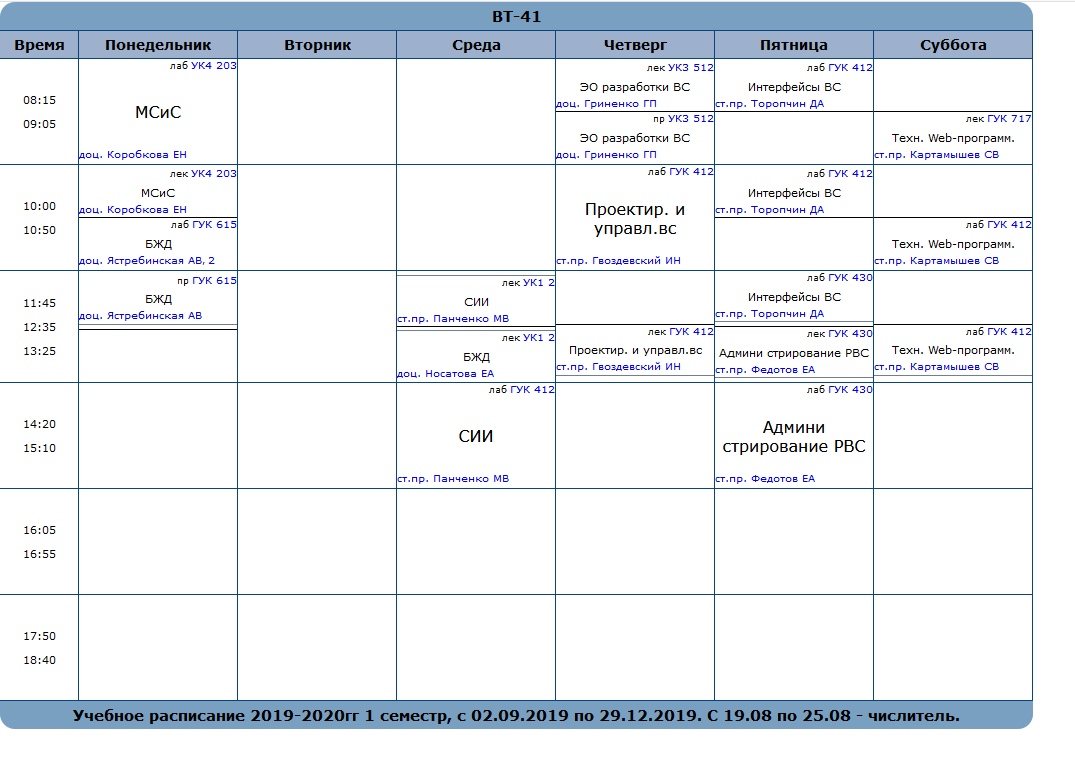 ВТ-41
Время Понедельник Вторник Среда Четверг Пятница Суббота
08:15
09:05
лаб УК4 203
МСиС
доц. Коробкова ЕН
лек УК3 512
ЭО разработки ВС
доц. Гриненко ГП
пр УК3 512
ЭО разработки ВС
доц. Гриненко ГП
лаб ГУК 412
Интерфейсы ВС
ст.пр. Торопчин ДА
лек ГУК 717
Техн. Web-программ.
ст.пр. Картамышев СВ
10:00
10:50
лек УК4 203
МСиС
доц. Коробкова ЕН
лаб ГУК 615
БЖД
доц. Ястребинская АВ, 2
лаб ГУК 412
Проектир. и
управл.вс
ст.пр. Гвоздевский ИН
лаб ГУК 412
Интерфейсы ВС
ст.пр. Торопчин ДА
лаб ГУК 412
Техн. Web-программ.
ст.пр. Картамышев СВ
11:45
12:35
13:25
пр ГУК 615
БЖД
доц. Ястребинская АВ
лек УК1 2
СИИ
ст.пр. Панченко МВ
лек УК1 2
БЖД
доц. Носатова ЕА
лек ГУК 412
Проектир. и управл.вс
ст.пр. Гвоздевский ИН
лаб ГУК 430
Интерфейсы ВС
ст.пр. Торопчин ДА
лек ГУК 430
Админи стрирование РВС
ст.пр. Федотов ЕА
лаб ГУК 412
Техн. Web-программ.
ст.пр. Картамышев СВ
14:20
15:10
лаб ГУК 412
СИИ
ст.пр. Панченко МВ
лаб ГУК 430
Админи
стрирование РВС
ст.пр. Федотов ЕА
16:05
16:55
17:50
18:40
Учебное расписание 2019-2020гг 1 семестр, с 02.09.2019 по 29.12.2019. С 19.08 по 25.08 - числитель.